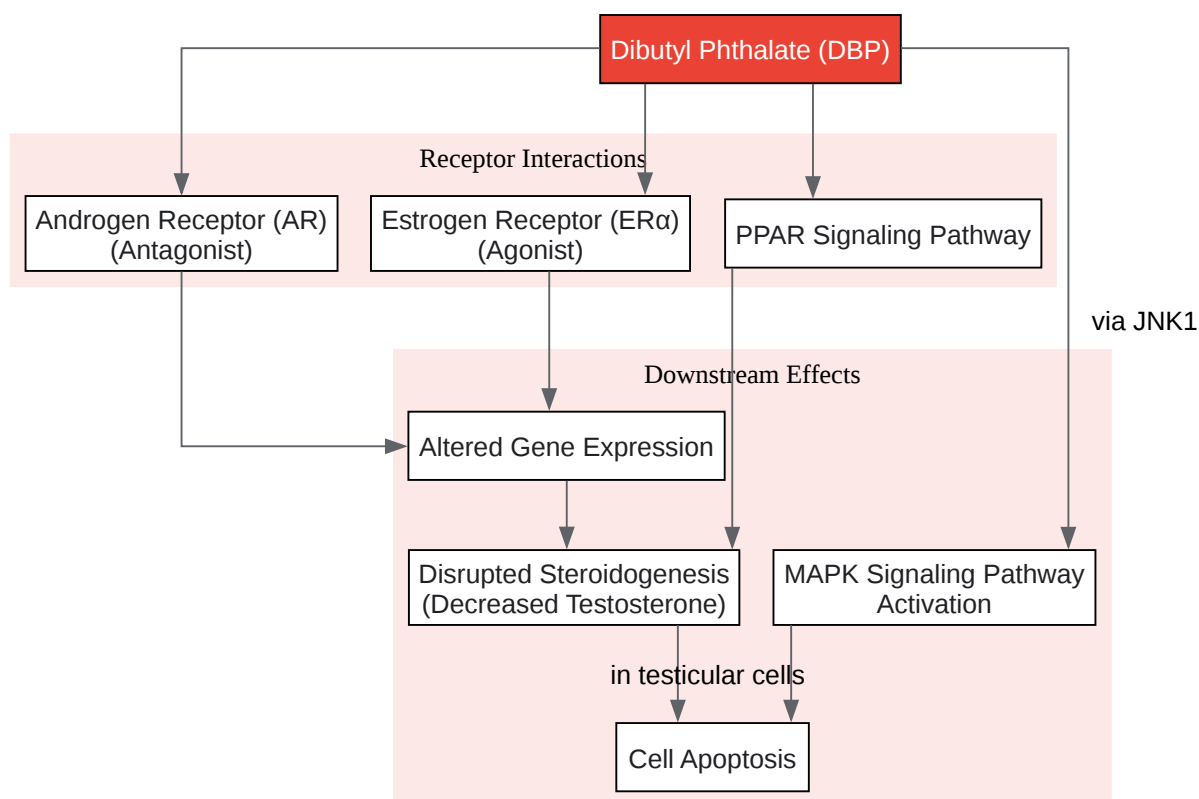 Dibutyl Phthalate (DBP)
Receptor Interactions
Androgen Receptor (AR)
(Antagonist)
Estrogen Receptor (ERα)
(Agonist)
PPAR Signaling Pathway
via JNK1
Downstream Effects
Altered Gene Expression
Disrupted Steroidogenesis
(Decreased Testosterone)
MAPK Signaling Pathway
Activation
in testicular cells
Cell Apoptosis